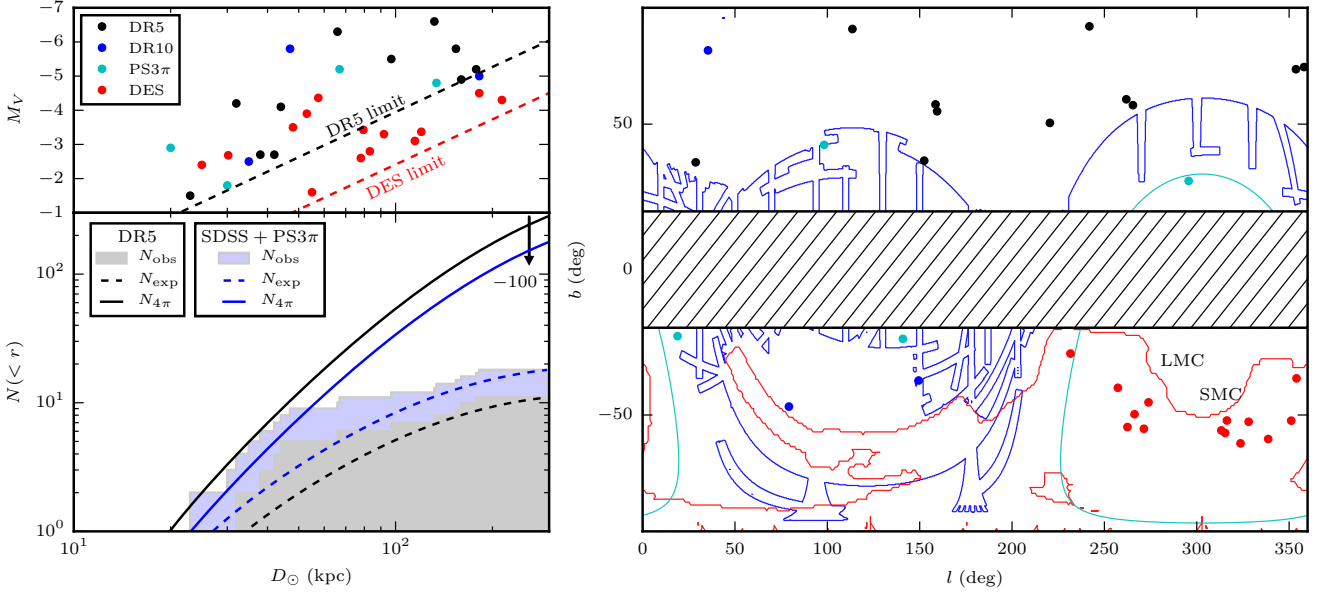 −7
−6
−5
−4
−3
−2
−1
M_V
DR5
DR10
PS3π
DES
DR5 limit
DES limit
10^2
10^1
10^0
N(< r)
DR5
N_obs
N_exp
N_4π
SDSS + PS3π
N_obs
N_exp
N_4π
−100
10^1
10^2
D_⊙ (kpc)
50
0
−50
b (deg)
LMC
SMC
0
50
100
150
200
250
300
350
l (deg)